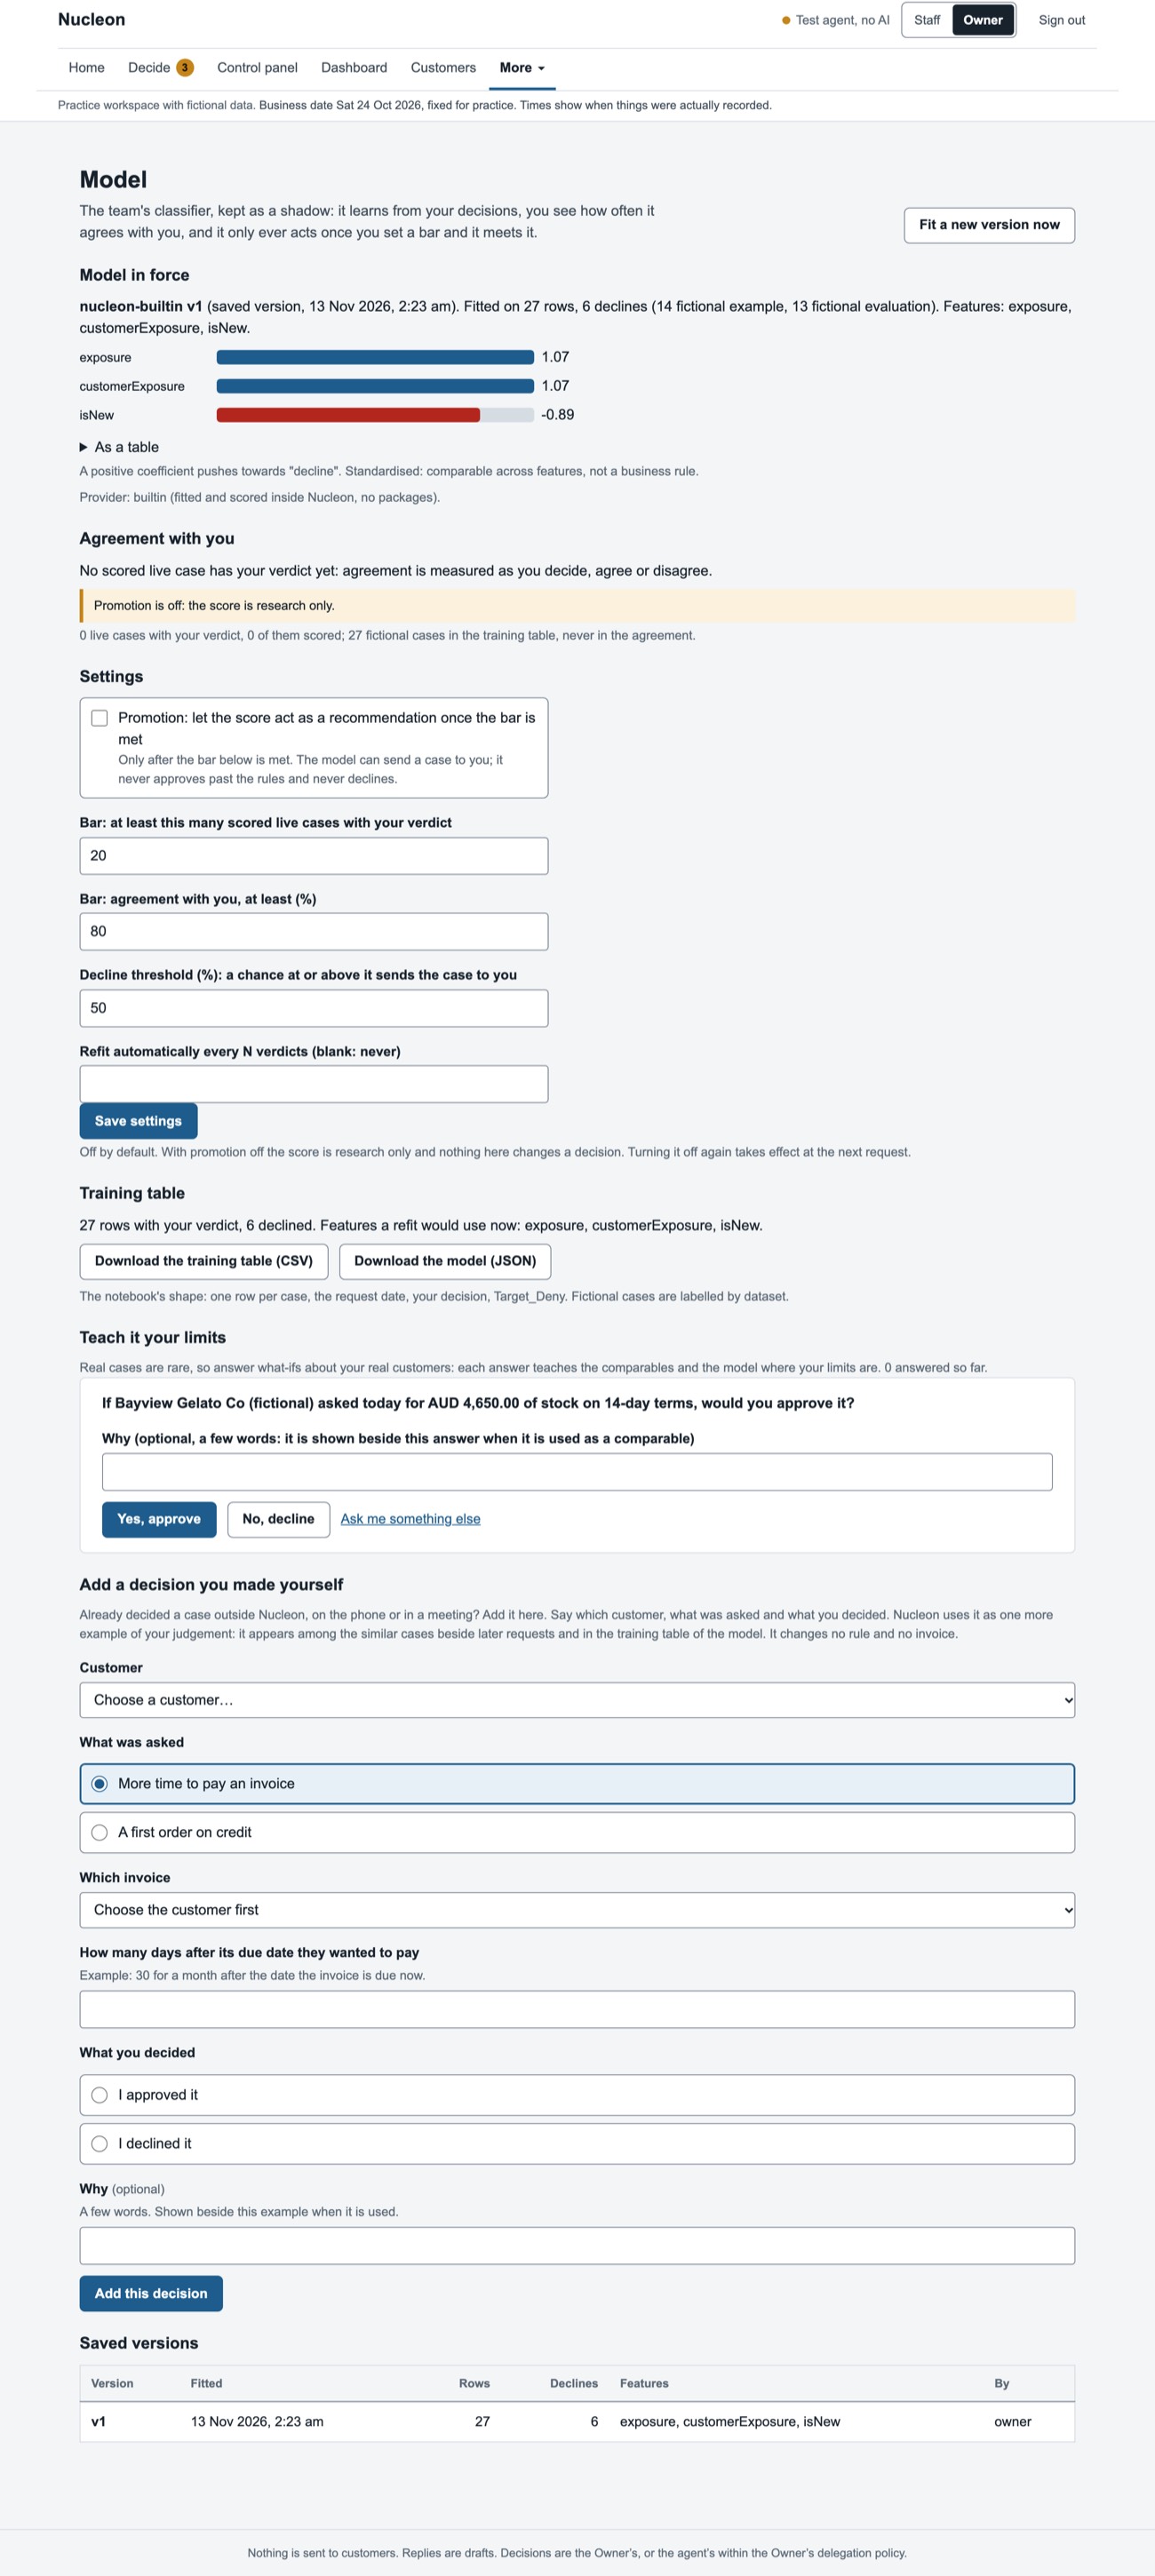 Nucleon
Test agent, no AI
Staff
Owner
Sign out
Home
Decide 3
Control panel
Dashboard
Customers
More
Practice workspace with fictional data. Business date Sat 24 Oct 2026, fixed for practice. Times show when things were actually recorded.
Model
The team's classifier, kept as a shadow: it learns from your decisions, you see how often it
agrees with you, and it only ever acts once you set a bar and it meets it.
Fit a new version now
Model in force
nucleon-builtin v1 (saved version, 13 Nov 2026, 2:23 am). Fitted on 27 rows, 6 declines (14 fictional example, 13 fictional evaluation). Features: exposure,
customerExposure, isNew.
exposure 1.07
customerExposure 1.07
isNew -0.89
As a table
A positive coefficient pushes towards "decline". Standardised: comparable across features, not a business rule.
Provider: builtin (fitted and scored inside Nucleon, no packages).
Agreement with you
No scored live case has your verdict yet: agreement is measured as you decide, agree or disagree.
Promotion is off: the score is research only.
0 live cases with your verdict, 0 of them scored; 27 fictional cases in the training table, never in the agreement.
Settings
Promotion: let the score act as a recommendation once the bar is
met
Only after the bar below is met. The model can send a case to you; it
never approves past the rules and never declines.
Bar: at least this many scored live cases with your verdict
20
Bar: agreement with you, at least (%)
80
Decline threshold (%): a chance at or above it sends the case to you
50
Refit automatically every N verdicts (blank: never)
Save settings
Off by default. With promotion off the score is research only and nothing here changes a decision. Turning it off again takes effect at the next request.
Training table
27 rows with your verdict, 6 declined. Features a refit would use now: exposure, customerExposure, isNew.
Download the training table (CSV)
Download the model (JSON)
The notebook's shape: one row per case, the request date, your decision, Target_Deny. Fictional cases are labelled by dataset.
Teach it your limits
Real cases are rare, so answer what-ifs about your real customers: each answer teaches the comparables and the model where your limits are. 0 answered so far.
If Bayview Gelato Co (fictional) asked today for AUD 4,650.00 of stock on 14-day terms, would you approve it?
Why (optional, a few words: it is shown beside this answer when it is used as a comparable)
Yes, approve
No, decline
Ask me something else
Add a decision you made yourself
Already decided a case outside Nucleon, on the phone or in a meeting? Add it here. Say which customer, what was asked and what you decided. Nucleon uses it as one more
example of your judgement: it appears among the similar cases beside later requests and in the training table of the model. It changes no rule and no invoice.
Customer
Choose a customer…
What was asked
More time to pay an invoice
A first order on credit
Which invoice
Choose the customer first
How many days after its due date they wanted to pay
Example: 30 for a month after the date the invoice is due now.
What you decided
I approved it
I declined it
Why (optional)
A few words. Shown beside this example when it is used.
Add this decision
Saved versions
Version Fitted Rows Declines Features By
v1 13 Nov 2026, 2:23 am 27 6 exposure, customerExposure, isNew owner
Nothing is sent to customers. Replies are drafts. Decisions are the Owner's, or the agent's within the Owner's delegation policy.